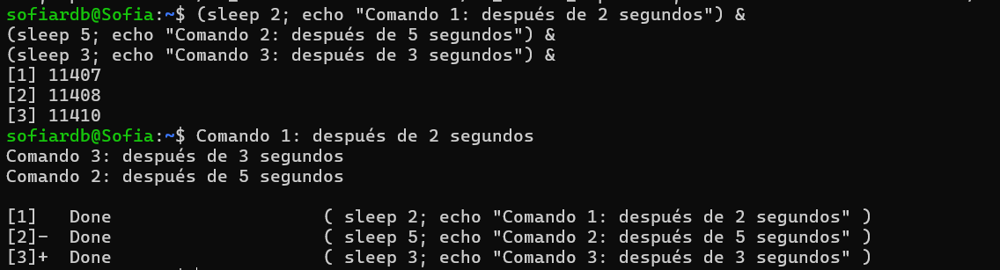 sofiardb@Sofia:~$ (sleep 2; echo "Comando 1: después de 2 segundos") &
(sleep 5; echo "Comando 2: después de 5 segundos") &
(sleep 3; echo "Comando 3: después de 3 segundos") &
[1] 11407
[2] 11408
[3] 11410
sofiardb@Sofia:~$ Comando 1: después de 2 segundos
Comando 3: después de 3 segundos
Comando 2: después de 5 segundos
[1]   Done                    ( sleep 2; echo "Comando 1: después de 2 segundos" )
[2]-  Done                    ( sleep 5; echo "Comando 2: después de 5 segundos" )
[3]+  Done                    ( sleep 3; echo "Comando 3: después de 3 segundos" )